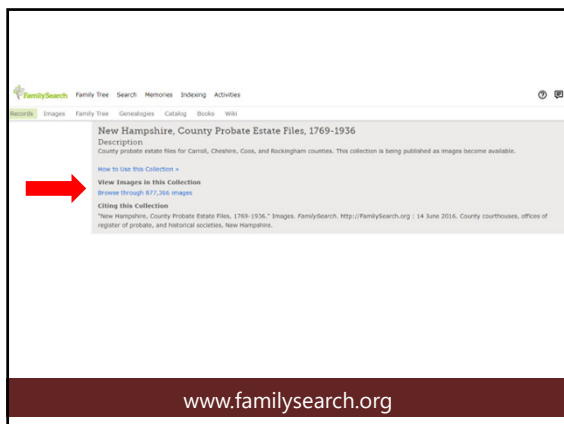 FamilySearch Family Tree Search Memories Indexing Activities
Records Images Family Tree Genealogies Catalog Books Wiki
New Hampshire, County Probate Estate Files, 1769-1936
Description
County probate estate files for Carroll, Cheshire, Coos, and Rockingham counties. This collection is being published as images become available.
How to Use this Collection »
View Images in this Collection
Browse through 877,366 images
Citing this Collection
"New Hampshire, County Probate Estate Files, 1769-1936." Images. FamilySearch. http://FamilySearch.org : 14 June 2016. County courthouses, offices of
register of probate, and historical societies, New Hampshire.
www.familysearch.org